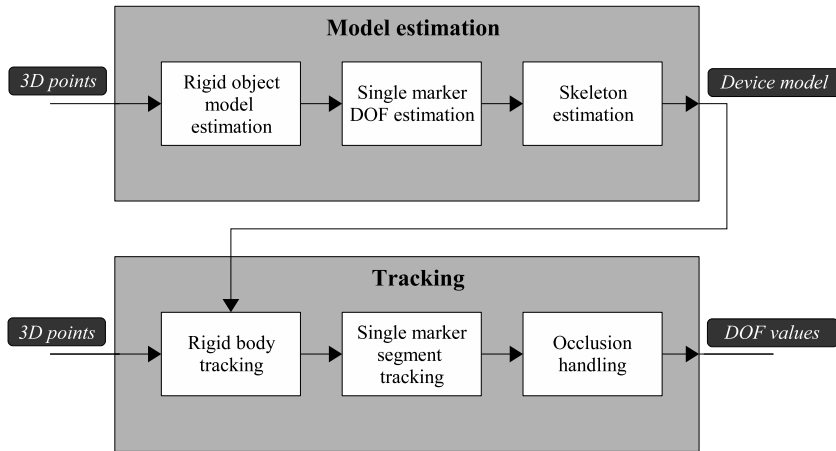 Model estimation
3D points
Rigid object
model
estimation
Single marker
DOF estimation
Skeleton
estimation
Device model
Tracking
3D points
Rigid body
tracking
Single marker
segment
tracking
Occlusion
handling
DOF values